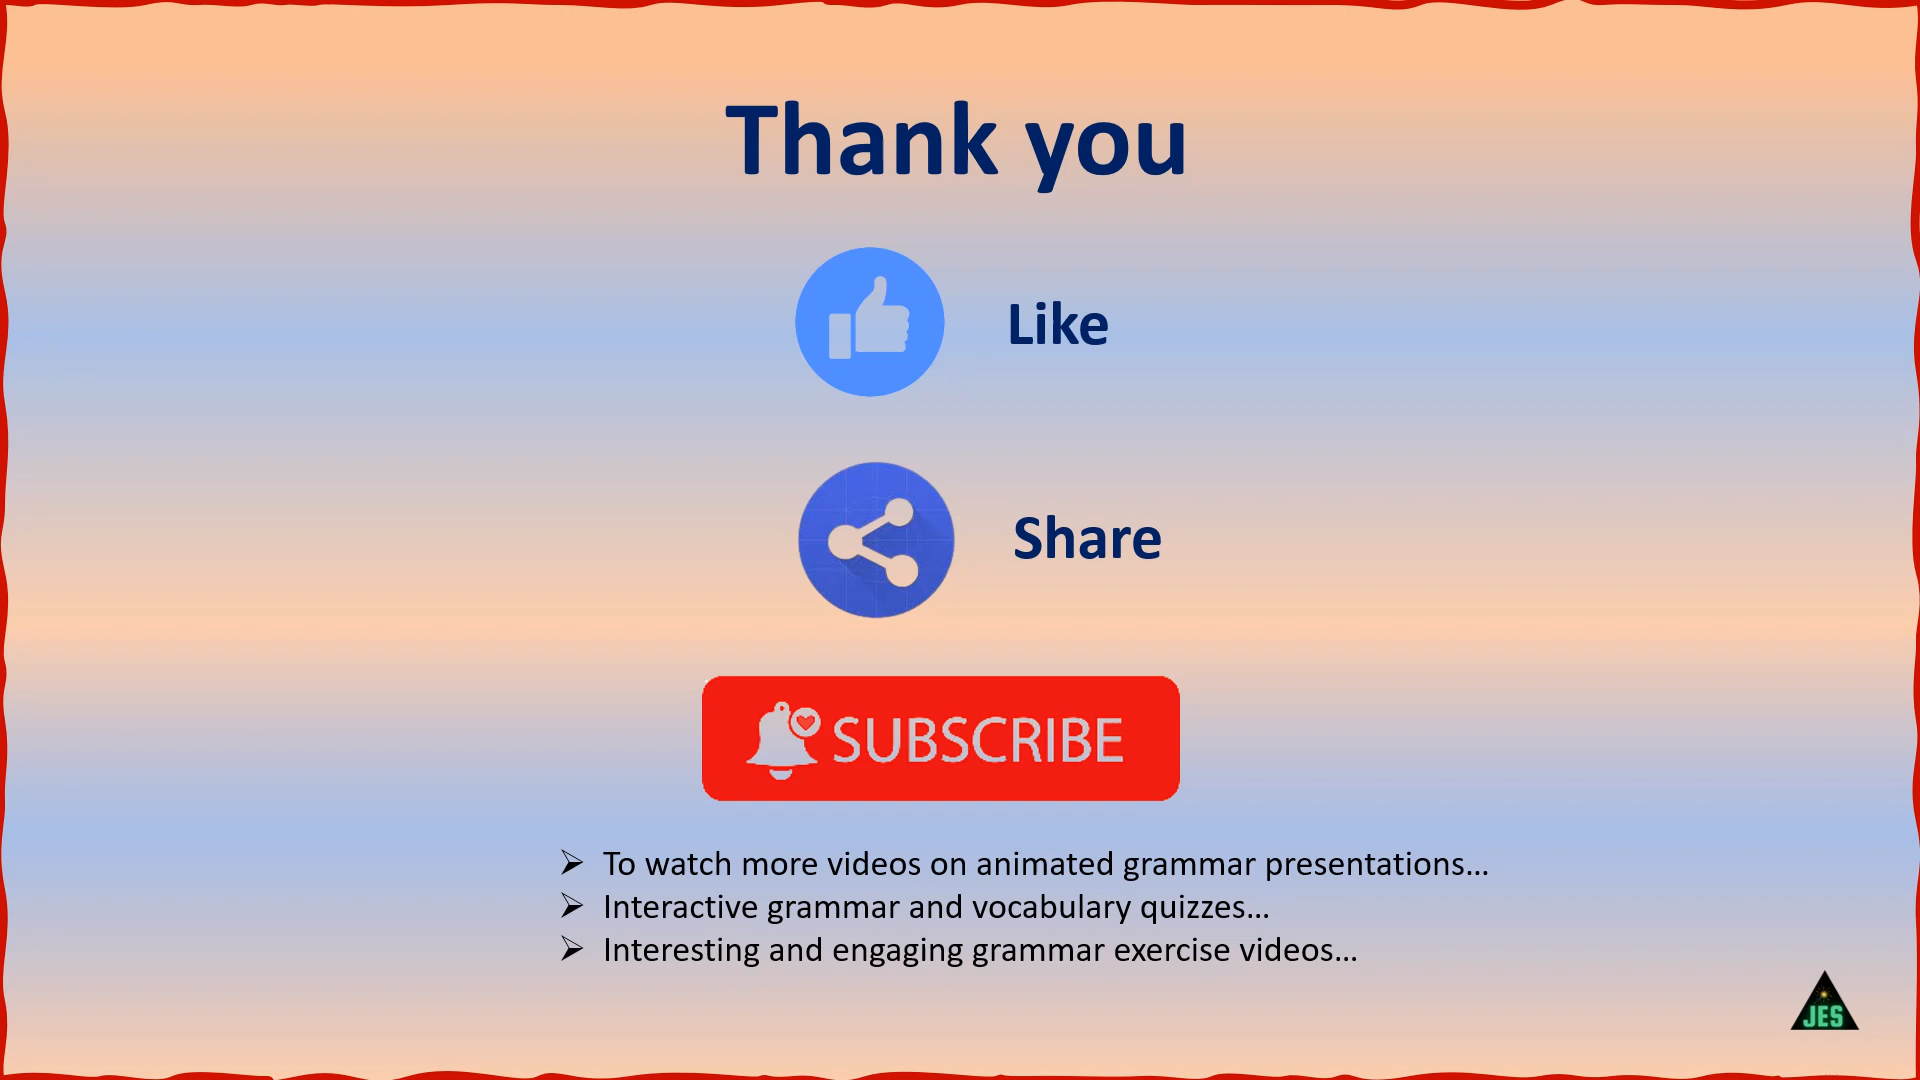 Thank you
Like
Share
SUBSCRIBE
➢ To watch more videos on animated grammar presentations...
➢ Interactive grammar and vocabulary quizzes...
➢ Interesting and engaging grammar exercise videos...
JES